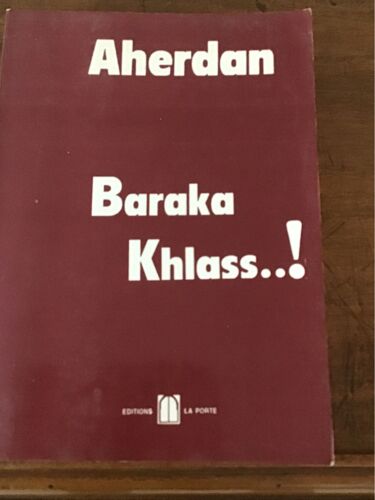 Aherdan
Baraka
Khlass..!
EDITIONS LA PORTE